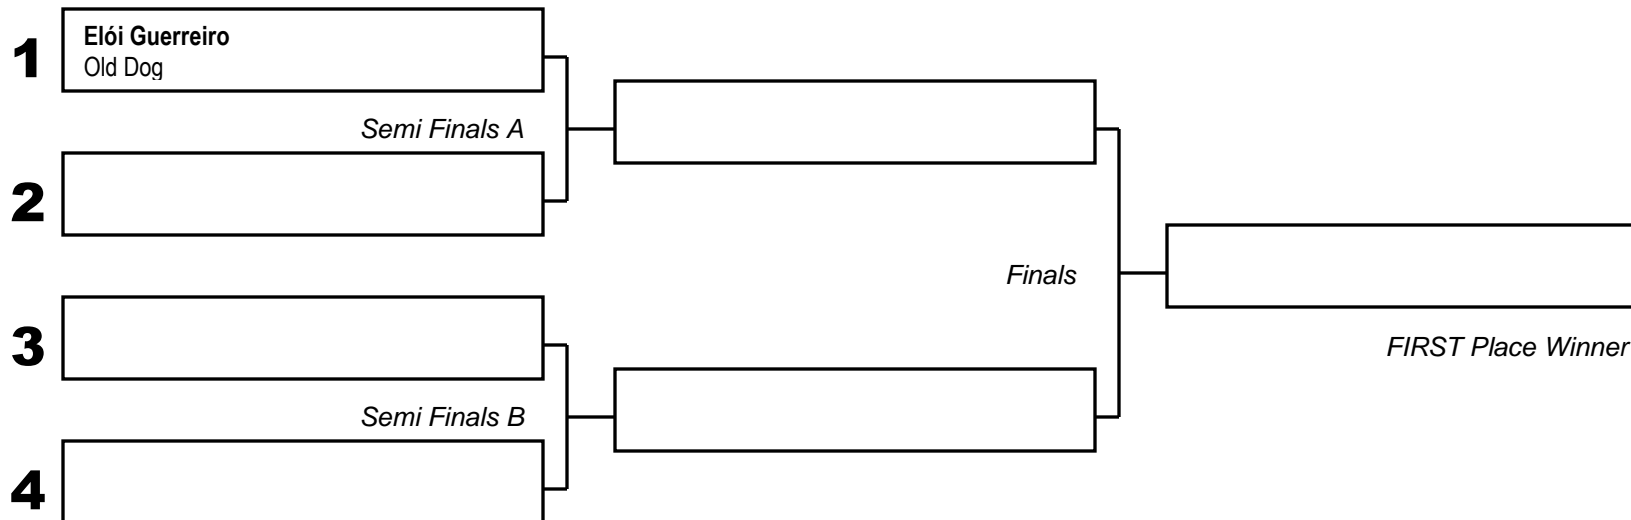 1
Elói Guerreiro
Old Dog
Semi Finals A
2
Finals
3
FIRST Place Winner
Semi Finals B
4